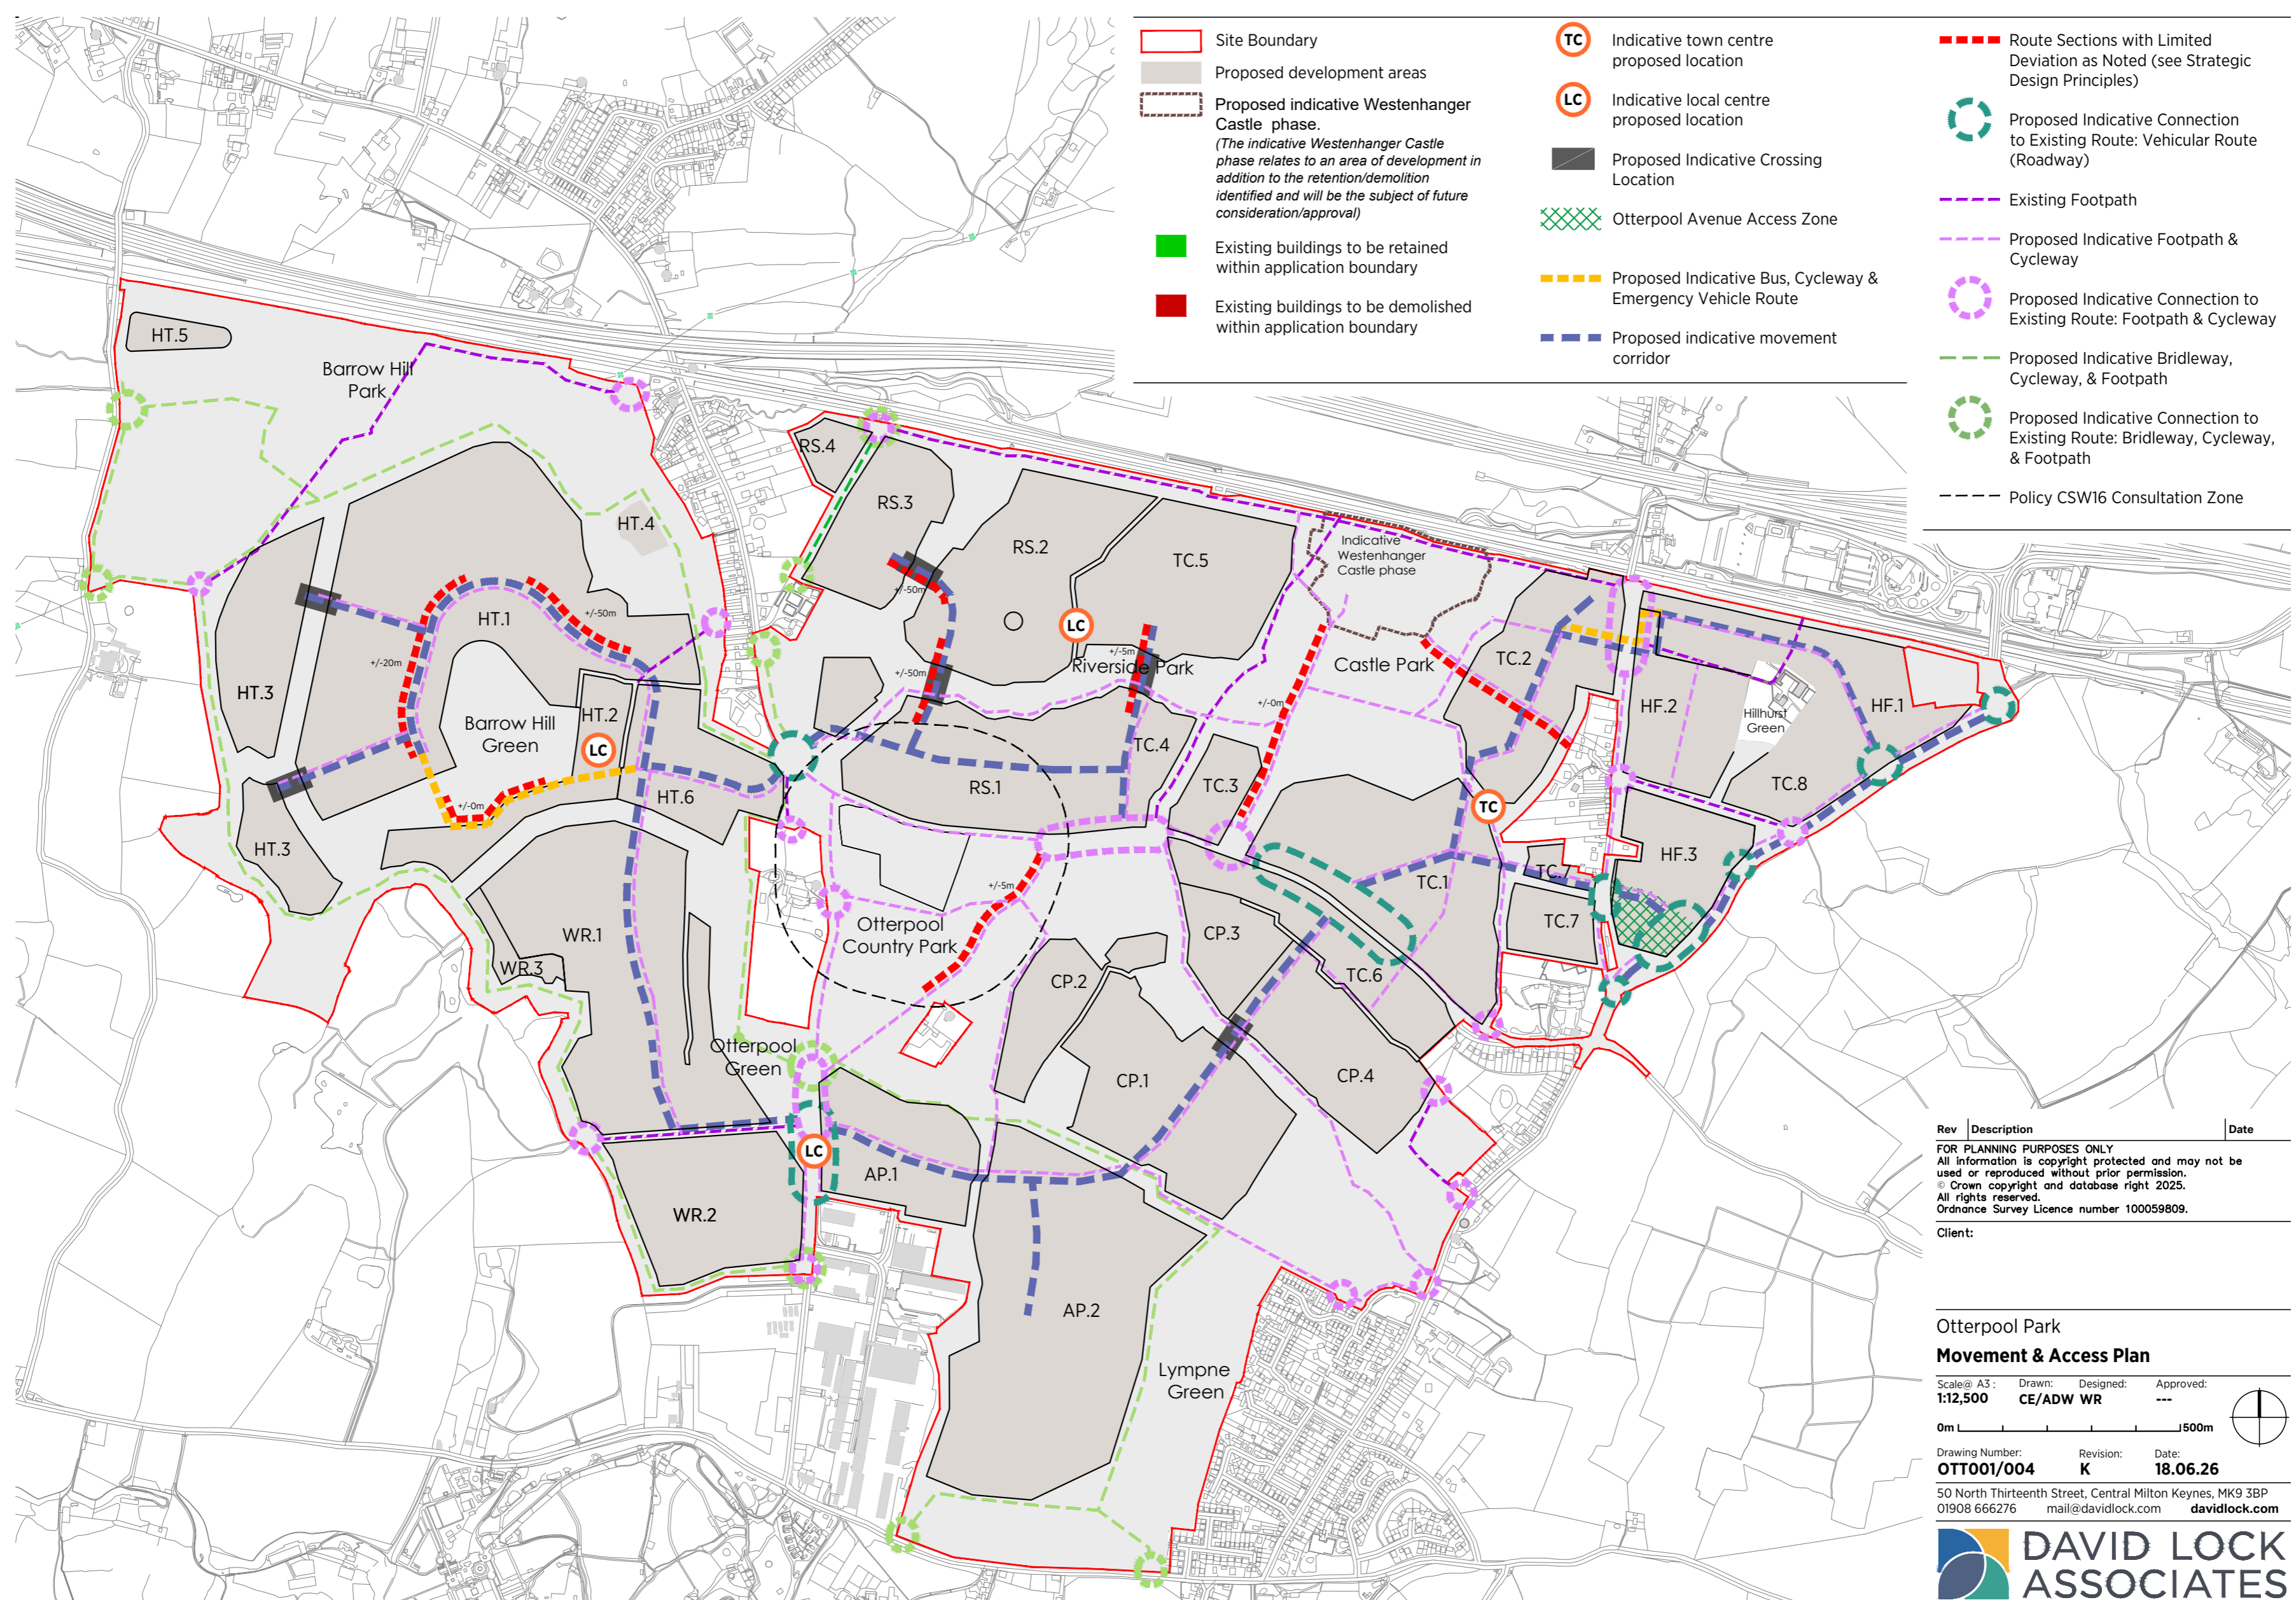 Site Boundary
Proposed development areas
Proposed indicative Westenhanger
Castle phase.
(The indicative Westenhanger Castle
phase relates to an area of development in
addition to the retention/demolition
identified and will be the subject of future
consideration/approval)
Existing buildings to be retained
within application boundary
Existing buildings to be demolished
within application boundary
TC
Indicative town centre
proposed location
LC
Indicative local centre
proposed location
Proposed Indicative Crossing
Location
Otterpool Avenue Access Zone
Proposed Indicative Bus, Cycleway &
Emergency Vehicle Route
Proposed indicative movement
corridor
Route Sections with Limited
Deviation as Noted (see Strategic
Design Principles)
Proposed Indicative Connection
to Existing Route: Vehicular Route
(Roadway)
Existing Footpath
Proposed Indicative Footpath &
Cycleway
Proposed Indicative Connection to
Existing Route: Footpath & Cycleway
Proposed Indicative Bridleway,
Cycleway, & Footpath
Proposed Indicative Connection to
Existing Route: Bridleway, Cycleway,
& Footpath
Policy CSW16 Consultation Zone
HT.5
Barrow Hill
Park
RS.4
RS.3
HT.4
RS.2
TC.5
Indicative
Westenhanger
Castle phase
+/-50m
HT.1
+/-50m
LC
+/-20m
+/-5m
Riverside Park
Castle Park
TC.2
+/-50m
HT.3
HT.2
Barrow Hill
Green
LC
+/-0m
HF.2
Hillhurst
Green
HF.1
TC.4
RS.1
TC.3
TC.8
HT.6
+/-0m
TC
HT.3
HF.3
TC.7
TC.1
+/-5m
Otterpool
Country Park
WR.1
CP.3
TC.7
WR.3
CP.2
TC.6
Otterpool
Green
CP.1
CP.4
LC
AP.1
WR.2
AP.2
Lympne
Green
Rev Description Date
FOR PLANNING PURPOSES ONLY
All information is copyright protected and may not be
used or reproduced without prior permission.
© Crown copyright and database right 2025.
All rights reserved.
Ordnance Survey Licence number 100059809.
Client:
Otterpool Park
Movement & Access Plan
Scale@ A3 : Drawn: Designed: Approved:
1:12,500 CE/ADW WR ---
0m 500m
Drawing Number: Revision: Date:
OTT001/004 K 18.06.26
50 North Thirteenth Street, Central Milton Keynes, MK9 3BP
01908 666276 mail@davidlock.com davidlock.com
DAVID LOCK
ASSOCIATES